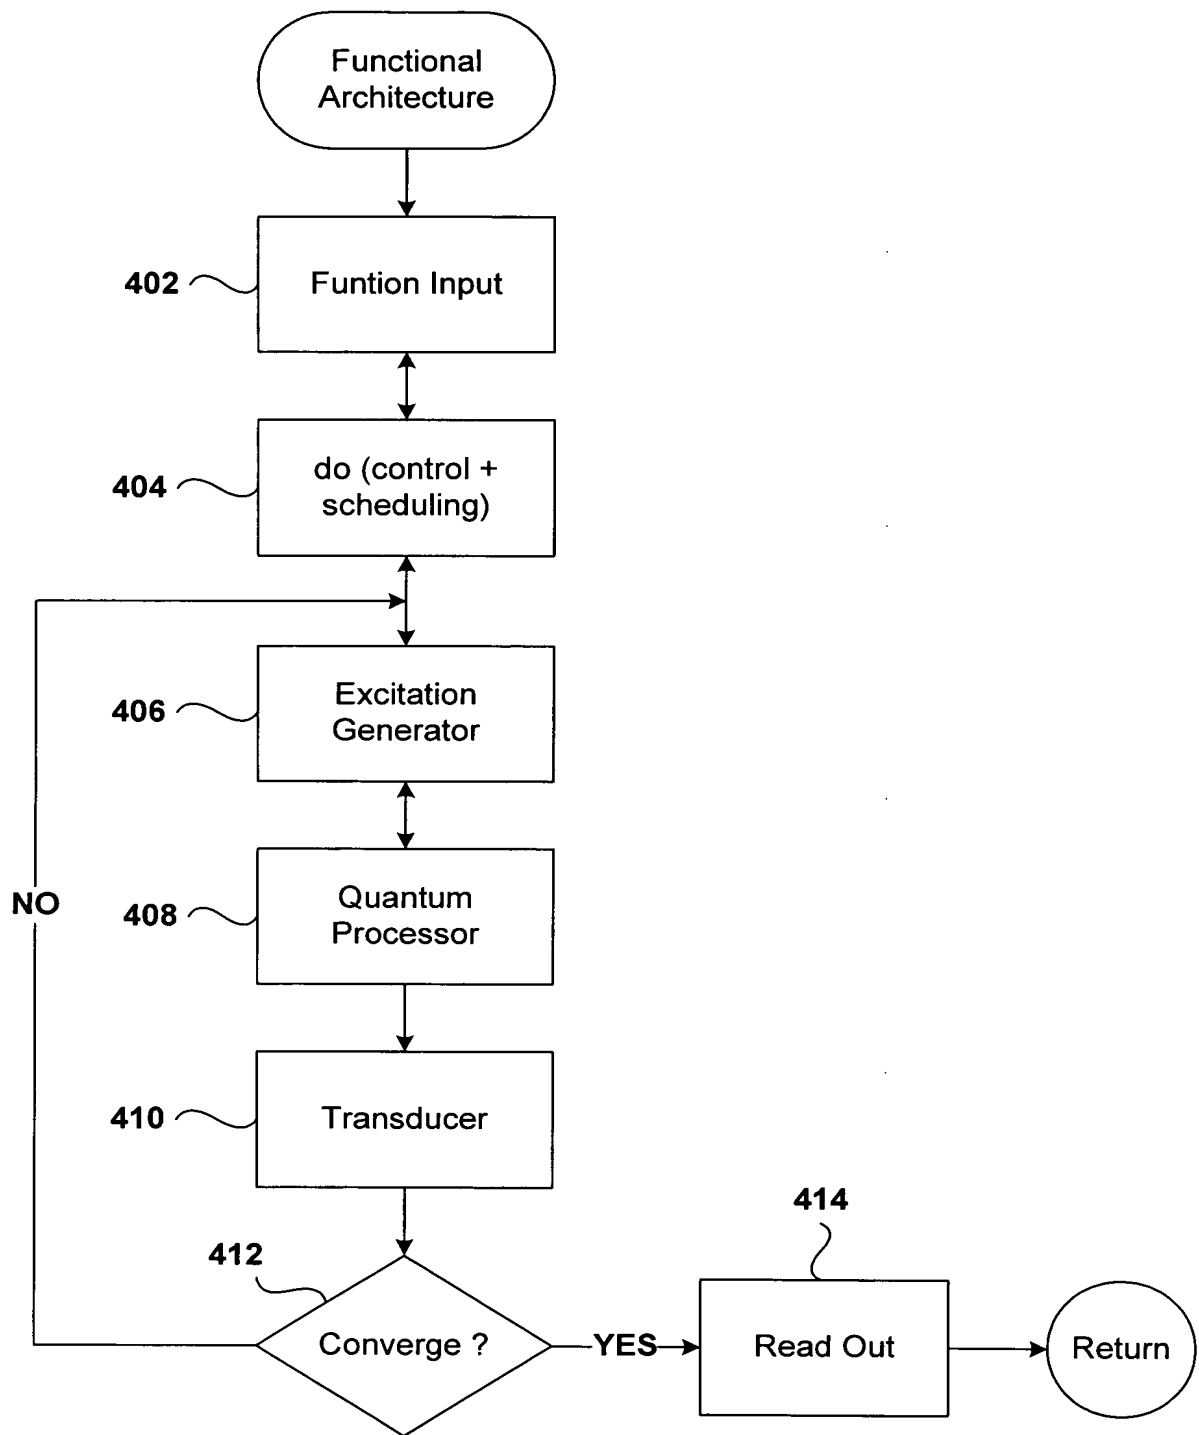 Functional
Architecture
402
Funtion Input
404
do (control +
scheduling)
406
Excitation
Generator
NO
408
Quantum
Processor
410
Transducer
412
Converge ?
YES
414
Read Out
Return